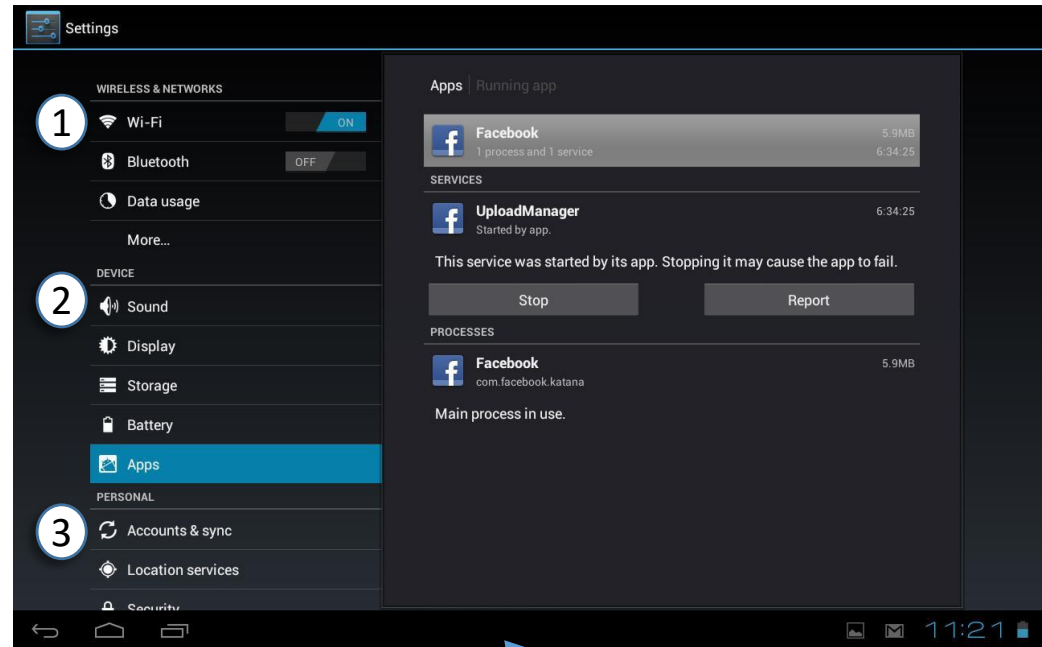 Settings
WIRELESS & NETWORKS
1
Wi-Fi ON
Bluetooth OFF
Data usage
More...
DEVICE
2
Sound
Display
Storage
Battery
Apps
PERSONAL
3
Accounts & sync
Location services
Security
Apps Running app
Facebook 5.9MB
1 process and 1 service 6:34:25
SERVICES
UploadManager 6:34:25
Started by app.
This service was started by its app. Stopping it may cause the app to fail.
Stop Report
PROCESSES
Facebook 5.9MB
com.facebook.katana
Main process in use.
11:21